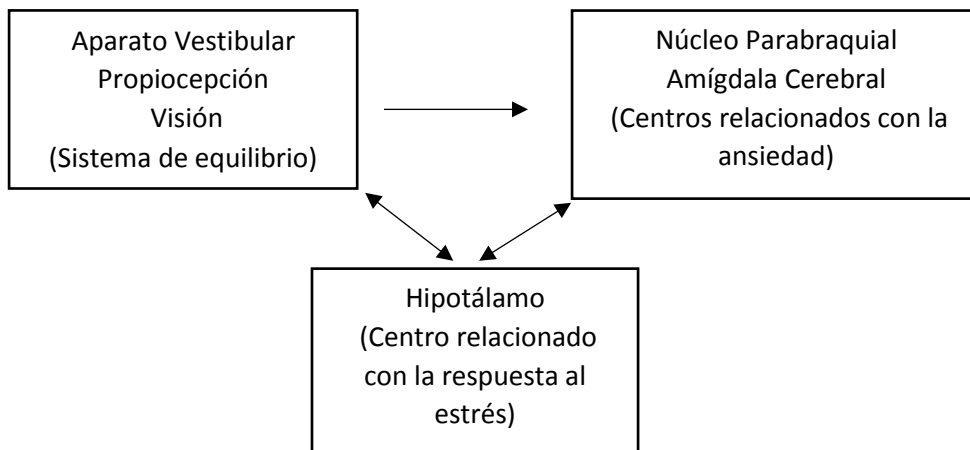 Aparato Vestibular
Propiocepción
Visión
(Sistema de equilibrio)
Núcleo Parabraquial
Amígdala Cerebral
(Centros relacionados con la
ansiedad)
Hipotálamo
(Centro relacionado
con la respuesta al
estrés)